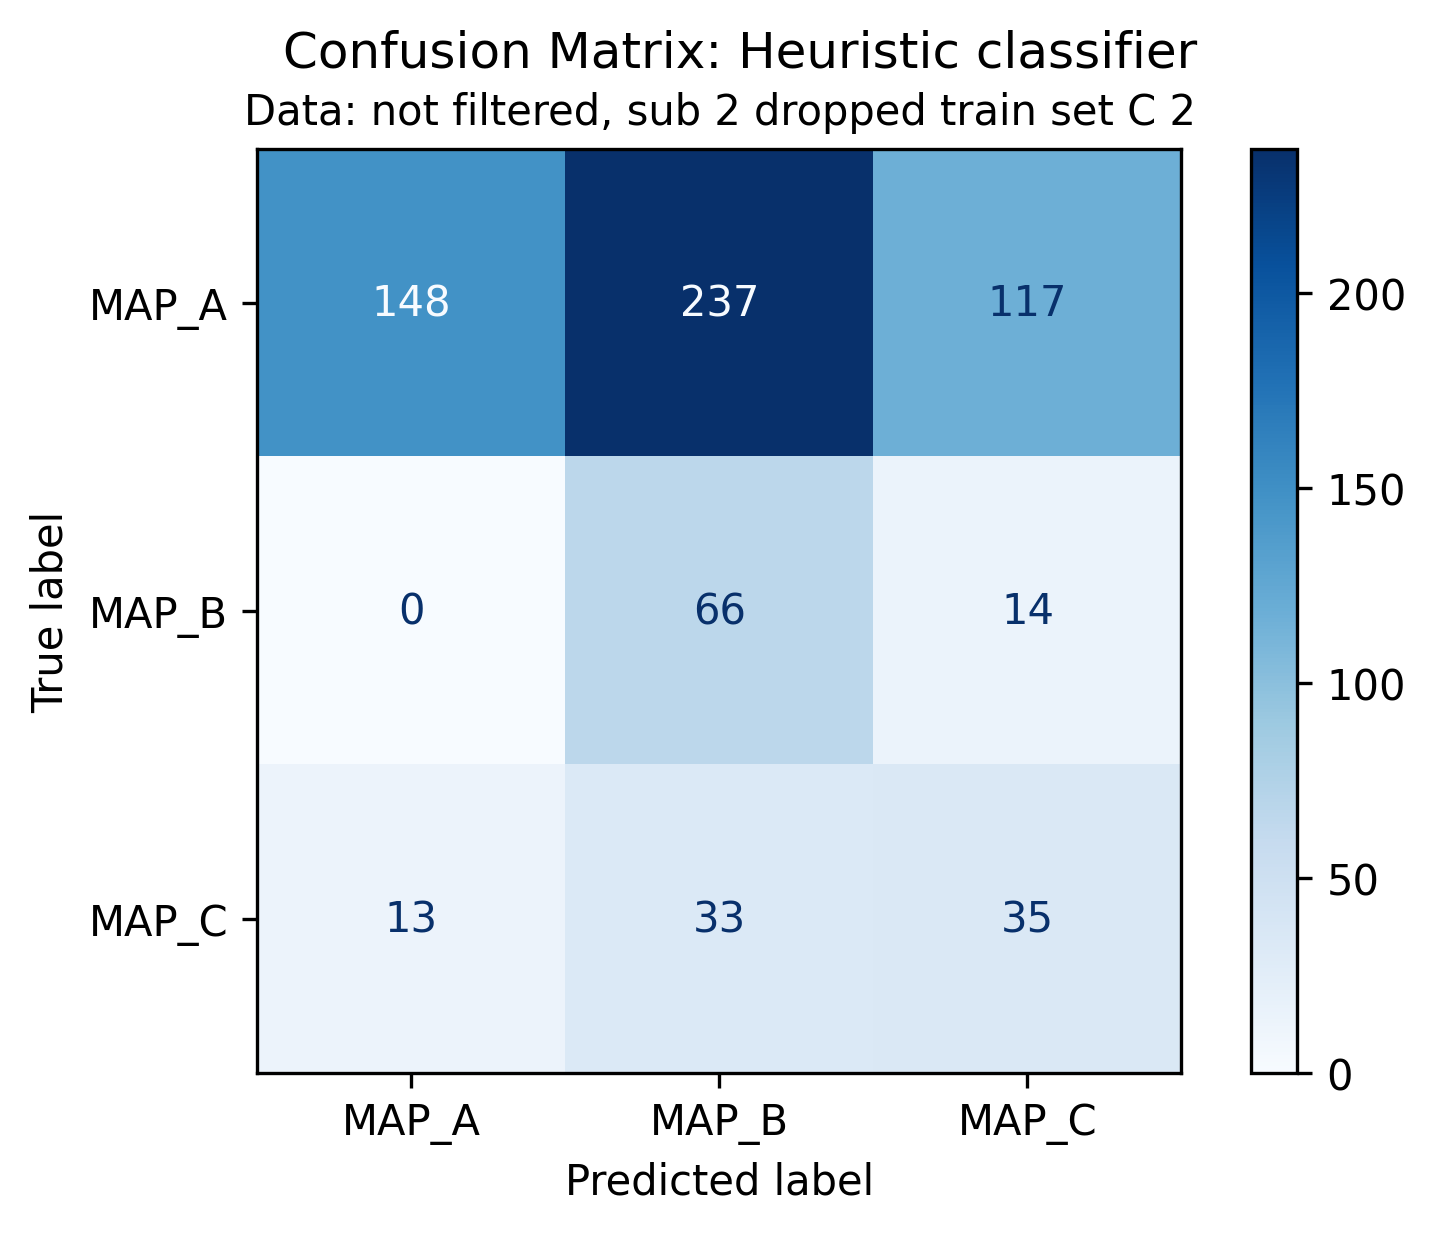 Confusion Matrix: Heuristic classifier
Data: not filtered, sub 2 dropped train set C 2
True label
MAP_A 148 237 117
MAP_B 0 66 14
MAP_C 13 33 35
MAP_A MAP_B MAP_C
Predicted label
200
150
100
50
0